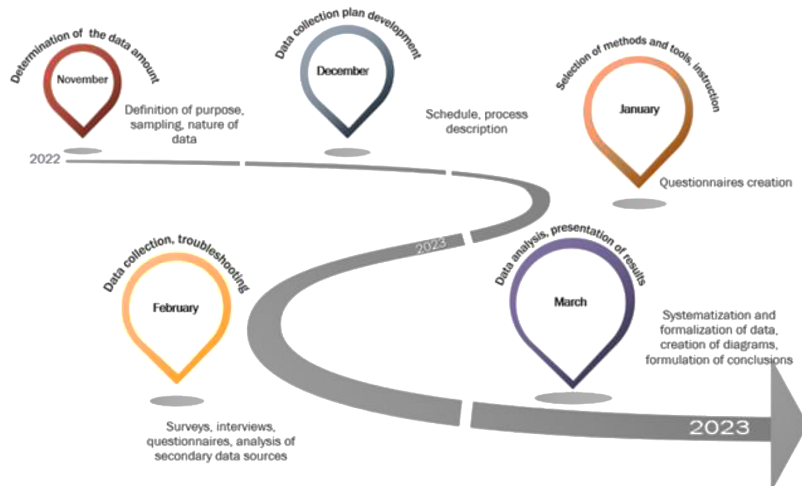 Determination of the data amount
November
Definition of purpose,
sampling, nature of
data
Data collection plan development
December
Schedule, process
description
Selection of methods and tools, instruction
January
Questionnaires creation
2022
2023
Data collection, troubleshooting
February
Surveys, interviews,
questionnaires, analysis of
secondary data sources
Data analysis, presentation of results
March
Systematization and
formalization of data,
creation of diagrams,
formulation of conclusions
2023